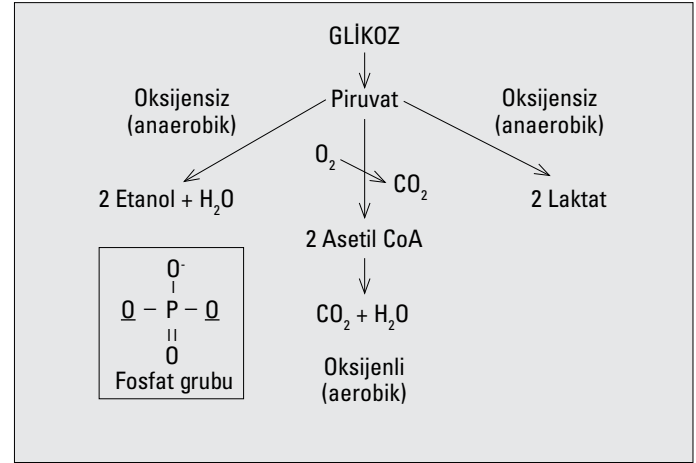 GLİKOZ
Oksijensiz
(anaerobik)
Piruvat
Oksijensiz
(anaerobik)
O₂
CO₂
2 Etanol + H₂O
2 Laktat
2 Asetil CoA
O⁻
O – P – O
O
Fosfat grubu
CO₂ + H₂O
Oksijenli
(aerobik)